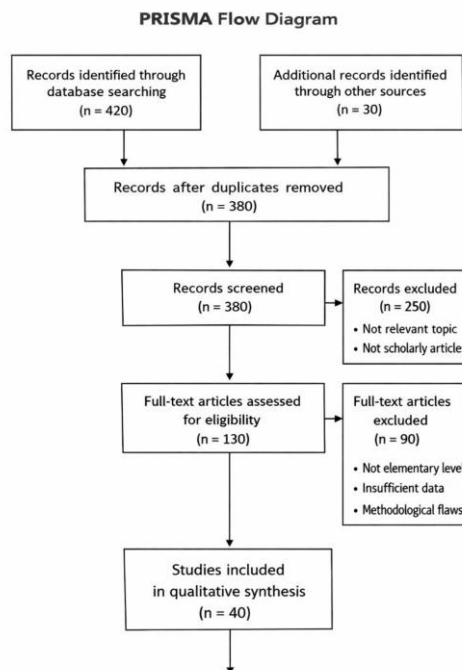 PRISMA Flow Diagram
Records identified through
database searching
(n = 420)
Additional records identified
through other sources
(n = 30)
Records after duplicates removed
(n = 380)
Records screened
(n = 380)
Records excluded
(n = 250)
• Not relevant topic
• Not scholarly articles
Full-text articles assessed
for eligibility
(n = 130)
Full-text articles
excluded
(n = 90)
• Not elementary level
• Insufficient data
• Methodological flaws
Studies included
in qualitative synthesis
(n = 40)